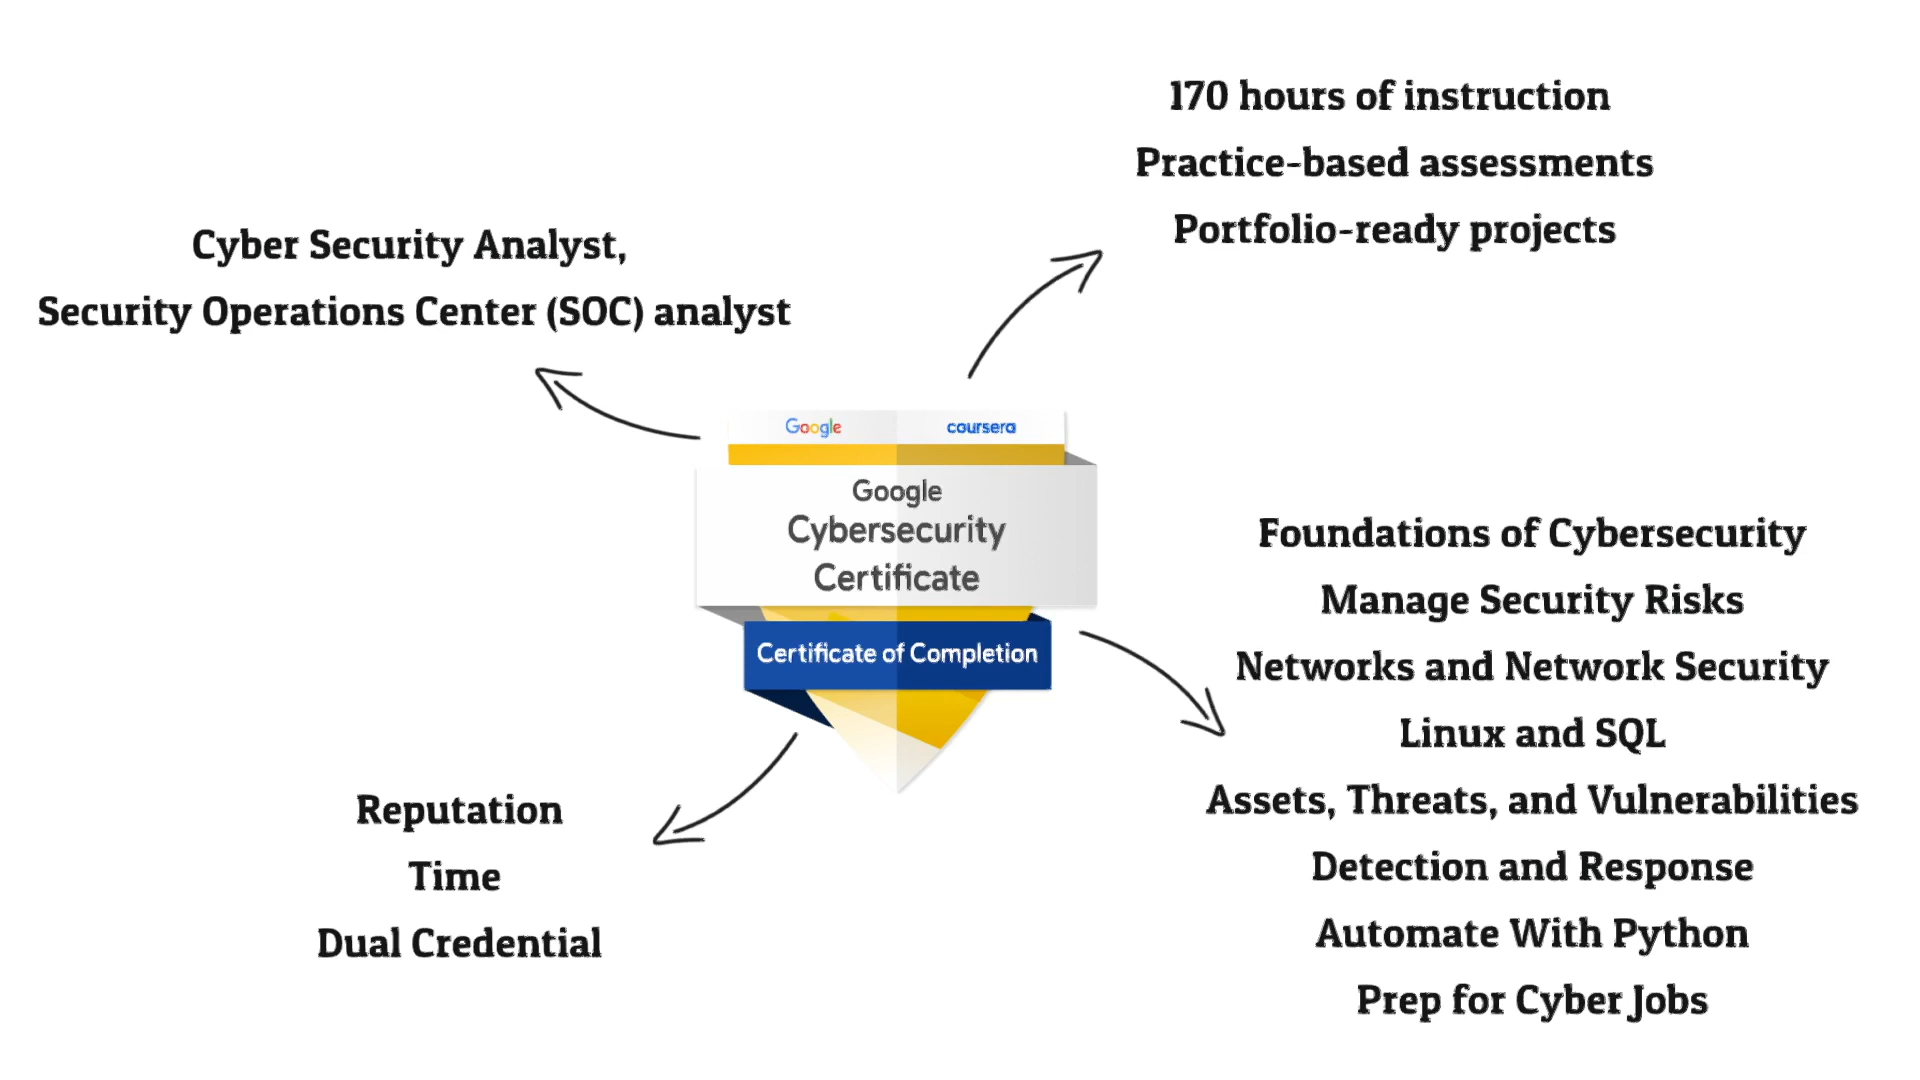 170 hours of instruction
Practice-based assessments
Portfolio-ready projects
Cyber Security Analyst,
Security Operations Center (SOC) analyst
Google
coursera
Google
Cybersecurity
Certificate
Certificate of Completion
Foundations of Cybersecurity
Manage Security Risks
Networks and Network Security
Linux and SQL
Assets, Threats, and Vulnerabilities
Detection and Response
Automate With Python
Prep for Cyber Jobs
Reputation
Time
Dual Credential